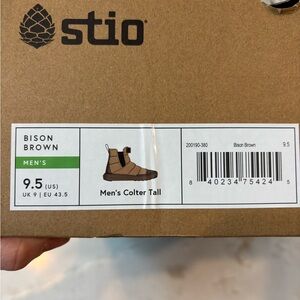 stio
BISON
BROWN
MEN'S
9.5 (US)
UK 9 | EU 43.5
Men's Colter Tall
200190-380 Bison Brown 9.5
8 40234 75424 5